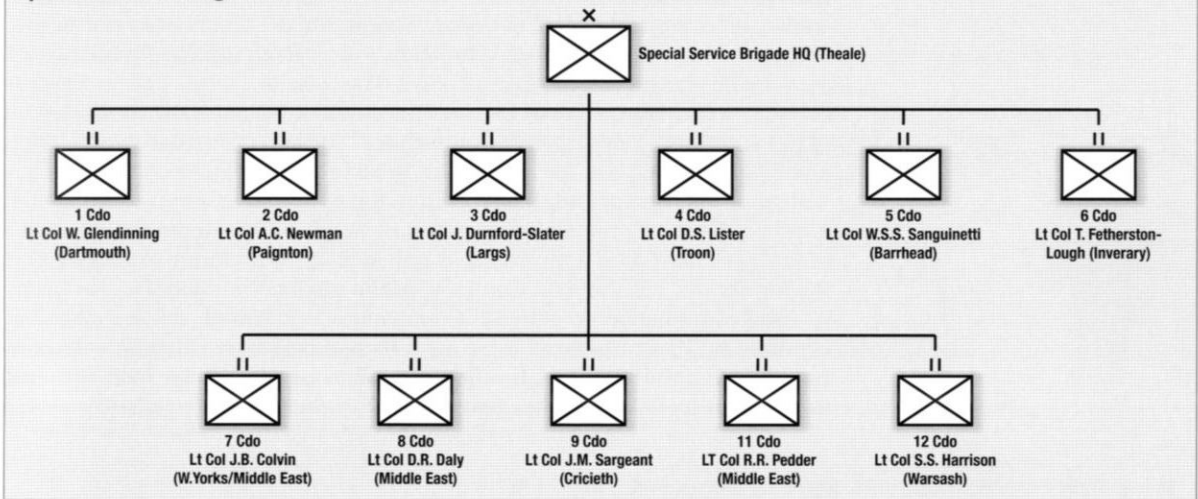 Special Service Brigade HQ (Theale)
1 Cdo
Lt Col W. Glendinning
(Dartmouth)
2 Cdo
Lt Col A.C. Newman
(Paignton)
3 Cdo
Lt Col J. Durnford-Slater
(Largs)
4 Cdo
Lt Col D.S. Lister
(Troon)
5 Cdo
Lt Col W.S.S. Sanguinetti
(Barrhead)
6 Cdo
Lt Col T. Fetherston-
Lough (Inverary)
7 Cdo
Lt Col J.B. Colvin
(W.Yorks/Middle East)
8 Cdo
Lt Col D.R. Daly
(Middle East)
9 Cdo
Lt Col J.M. Sargeant
(Cricieth)
11 Cdo
LT Col R.R. Pedder
(Middle East)
12 Cdo
Lt Col S.S. Harrison
(Warsash)